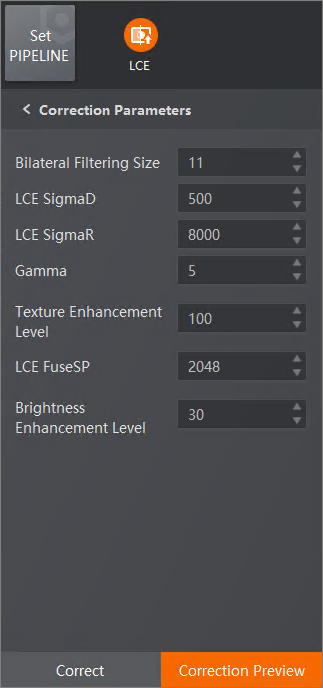 Set
PIPELINE
LCE
< Correction Parameters
Bilateral Filtering Size 11
LCE SigmaD 500
LCE SigmaR 8000
Gamma 5
Texture Enhancement
Level 100
LCE FuseSP 2048
Brightness
Enhancement Level 30
Correct Correction Preview